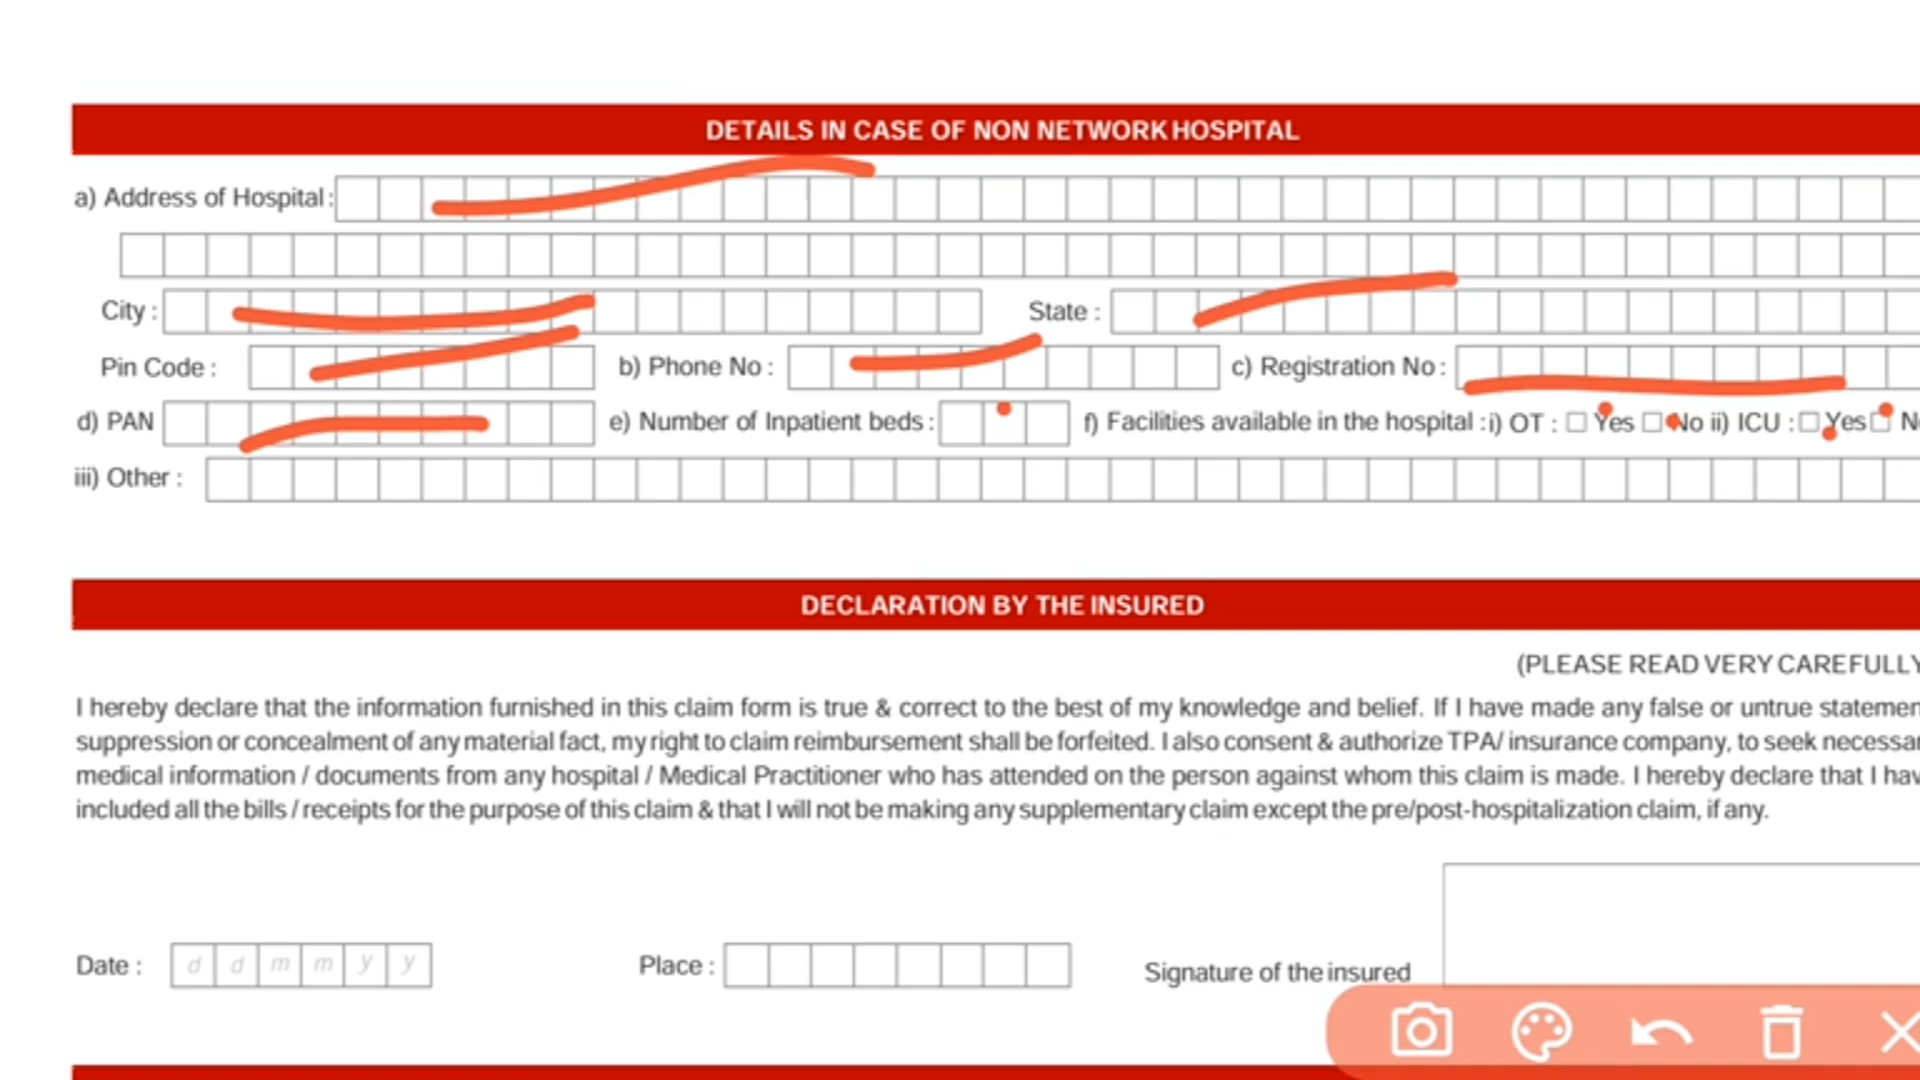 DETAILS IN CASE OF NON NETWORK HOSPITAL
a) Address of Hospital :
City : State :
Pin Code : b) Phone No : c) Registration No :
d) PAN e) Number of Inpatient beds : f) Facilities available in the hospital : i) OT : Yes No ii) ICU : Yes N
iii) Other :
DECLARATION BY THE INSURED
(PLEASE READ VERY CAREFULLY
I hereby declare that the information furnished in this claim form is true & correct to the best of my knowledge and belief. If I have made any false or untrue statemen
suppression or concealment of any material fact, my right to claim reimbursement shall be forfeited. I also consent & authorize TPA/ insurance company, to seek necessar
medical information / documents from any hospital / Medical Practitioner who has attended on the person against whom this claim is made. I hereby declare that I hav
included all the bills / receipts for the purpose of this claim & that I will not be making any supplementary claim except the pre/post-hospitalization claim, if any.
Date : d d m m y y Place : Signature of the insured